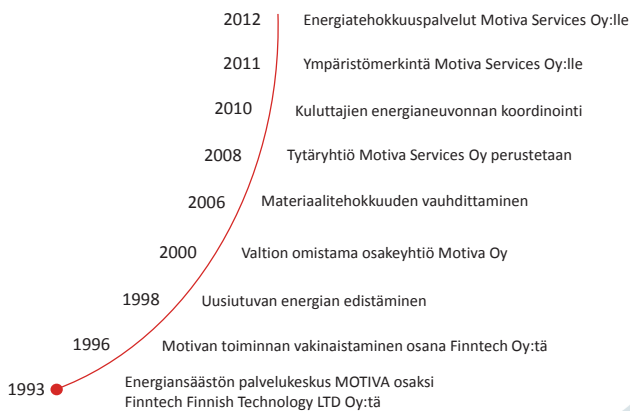 2012 Energiatehokkuuspalvelut Motiva Services Oy:lle
2011 Ympäristömerkintä Motiva Services Oy:lle
2010 Kuluttajien energianeuvonnan koordinointi
2008 Tytäryhtiö Motiva Services Oy perustetaan
2006 Materiaalitehokkuuden vauhdittaminen
2000 Valtion omistama osakeyhtiö Motiva Oy
1998 Uusiutuvan energian edistäminen
1996 Motivan toiminnan vakinaistaminen osana Finntech Oy:tä
1993 Energiansäästön palvelukeskus MOTIVA osaksi
Finntech Finnish Technology LTD Oy:tä